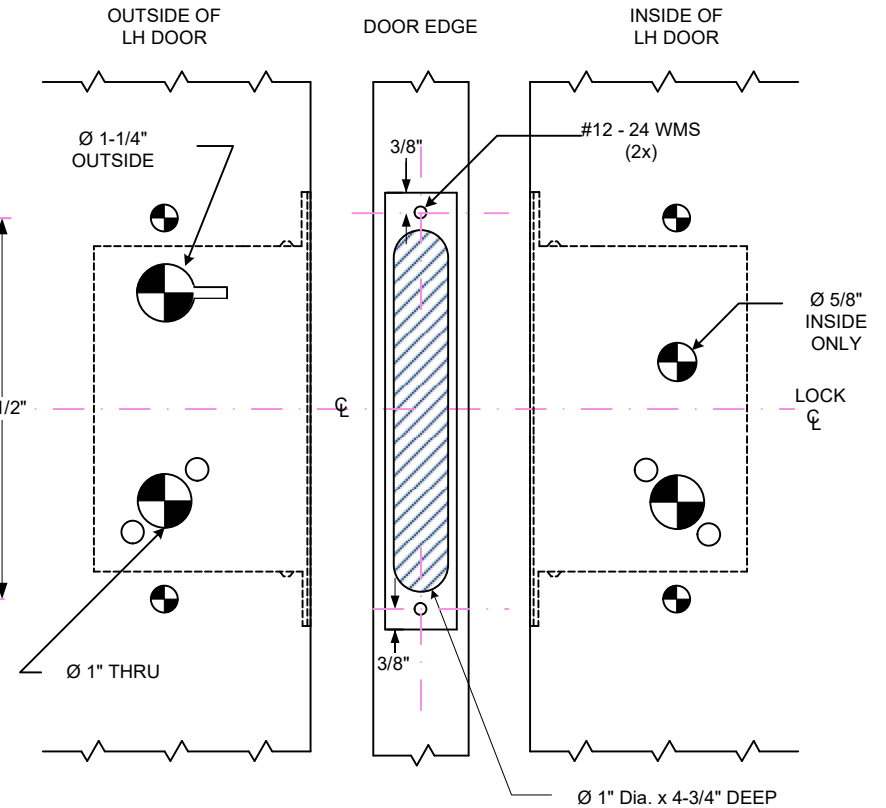 OUTSIDE OF
LH DOOR
DOOR EDGE
INSIDE OF
LH DOOR
Ø 1-1/4"
OUTSIDE
3/8"
#12 - 24 WMS
(2x)
Ø 5/8"
INSIDE
ONLY
1/2"
℄
LOCK
℄
Ø 1" THRU
3/8"
Ø 1" Dia. x 4-3/4" DEEP